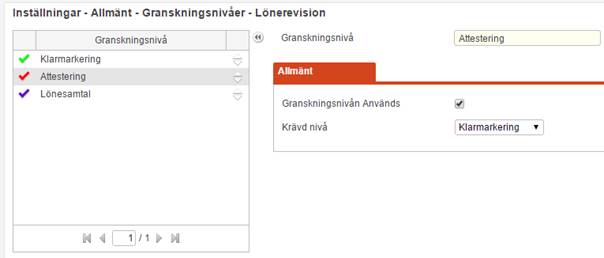 Inställningar - Allmänt - Granskningsnivåer - Lönerevision
Granskningsnivå
Klarmarkering
Attestering
Lönesamtal
1 / 1
Granskningsnivå Attestering
Allmänt
Granskningsnivån Används
Krävd nivå Klarmarkering